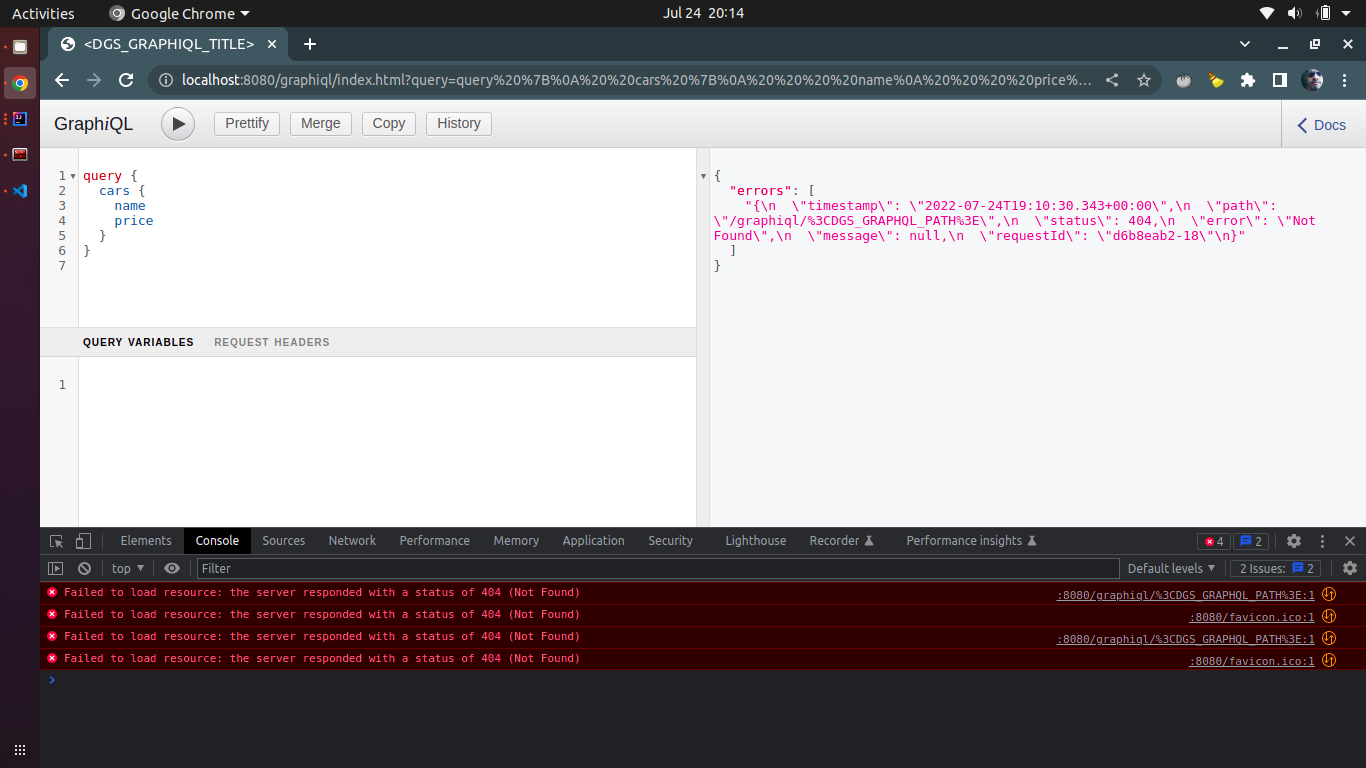 Activities
Google Chrome
Jul 24 20:14
<DGS_GRAPHIQL_TITLE>
localhost:8080/graphiql/index.html?query=query%20%7B%0A%20%20cars%20%7B%0A%20%20%20%20name%0A%20%20%20%20price%...
GraphiQL
Prettify
Merge
Copy
History
Docs
1 query {
2 cars {
3 name
4 price
5 }
6 }
7
QUERY VARIABLES
REQUEST HEADERS
1
{
"errors": [
"{\n  \"timestamp\": \"2022-07-24T19:10:30.343+00:00\",\n  \"path\":
\"/graphiql/%3CDGS_GRAPHQL_PATH%3E\",\n  \"status\": 404,\n  \"error\": \"Not
Found\",\n  \"message\": null,\n  \"requestId\": \"d6b8eab2-18\"\n}"
]
}
Elements
Console
Sources
Network
Performance
Memory
Application
Security
Lighthouse
Recorder
Performance insights
4
2
top
Filter
Default levels
2 Issues: 2
Failed to load resource: the server responded with a status of 404 (Not Found) :8080/graphiql/%3CDGS_GRAPHQL_PATH%3E:1
Failed to load resource: the server responded with a status of 404 (Not Found) :8080/favicon.ico:1
Failed to load resource: the server responded with a status of 404 (Not Found) :8080/graphiql/%3CDGS_GRAPHQL_PATH%3E:1
Failed to load resource: the server responded with a status of 404 (Not Found) :8080/favicon.ico:1